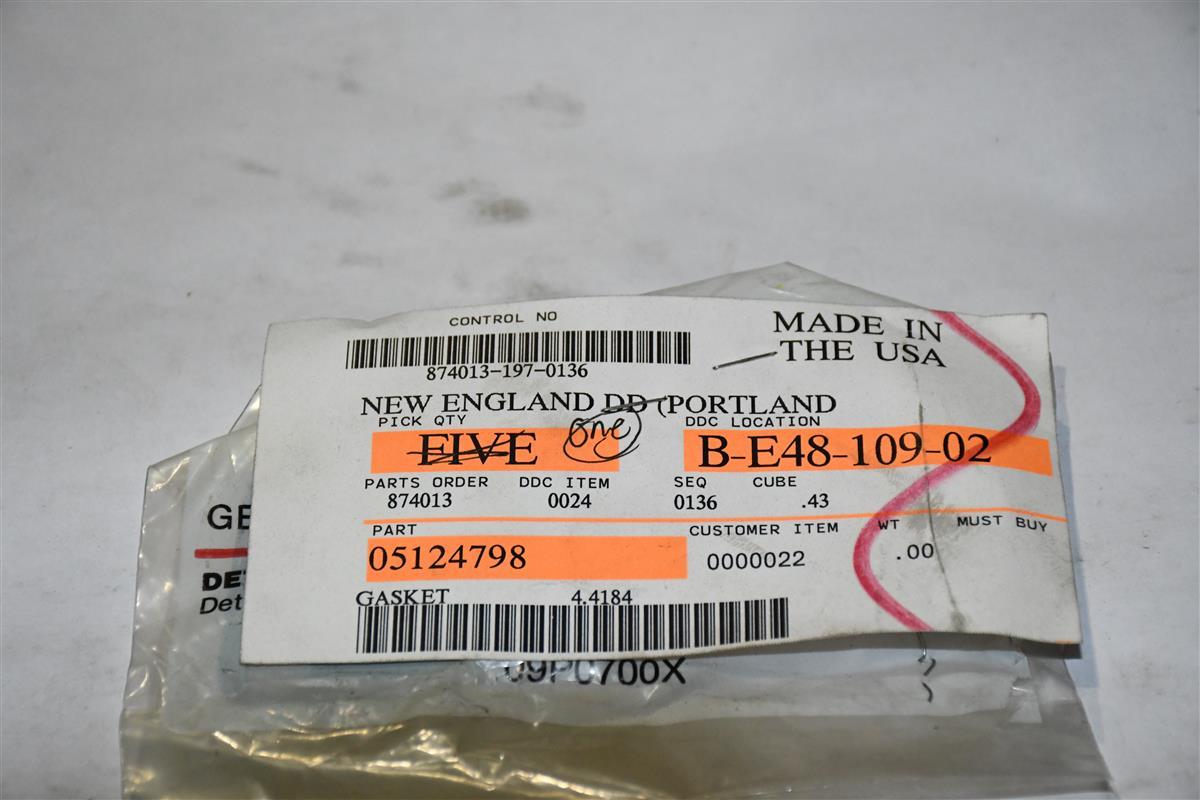 CONTROL NO
874013-197-0136
MADE IN
THE USA
NEW ENGLAND DD (PORTLAND
PICK QTY DDC LOCATION
FIVE one B-E48-109-02
PARTS ORDER DDC ITEM SEQ CUBE
874013 0024 0136 .43
PART CUSTOMER ITEM WT MUST BUY
05124798 0000022 .00
GASKET 4.4184
GE
DE
Det
09P0700X